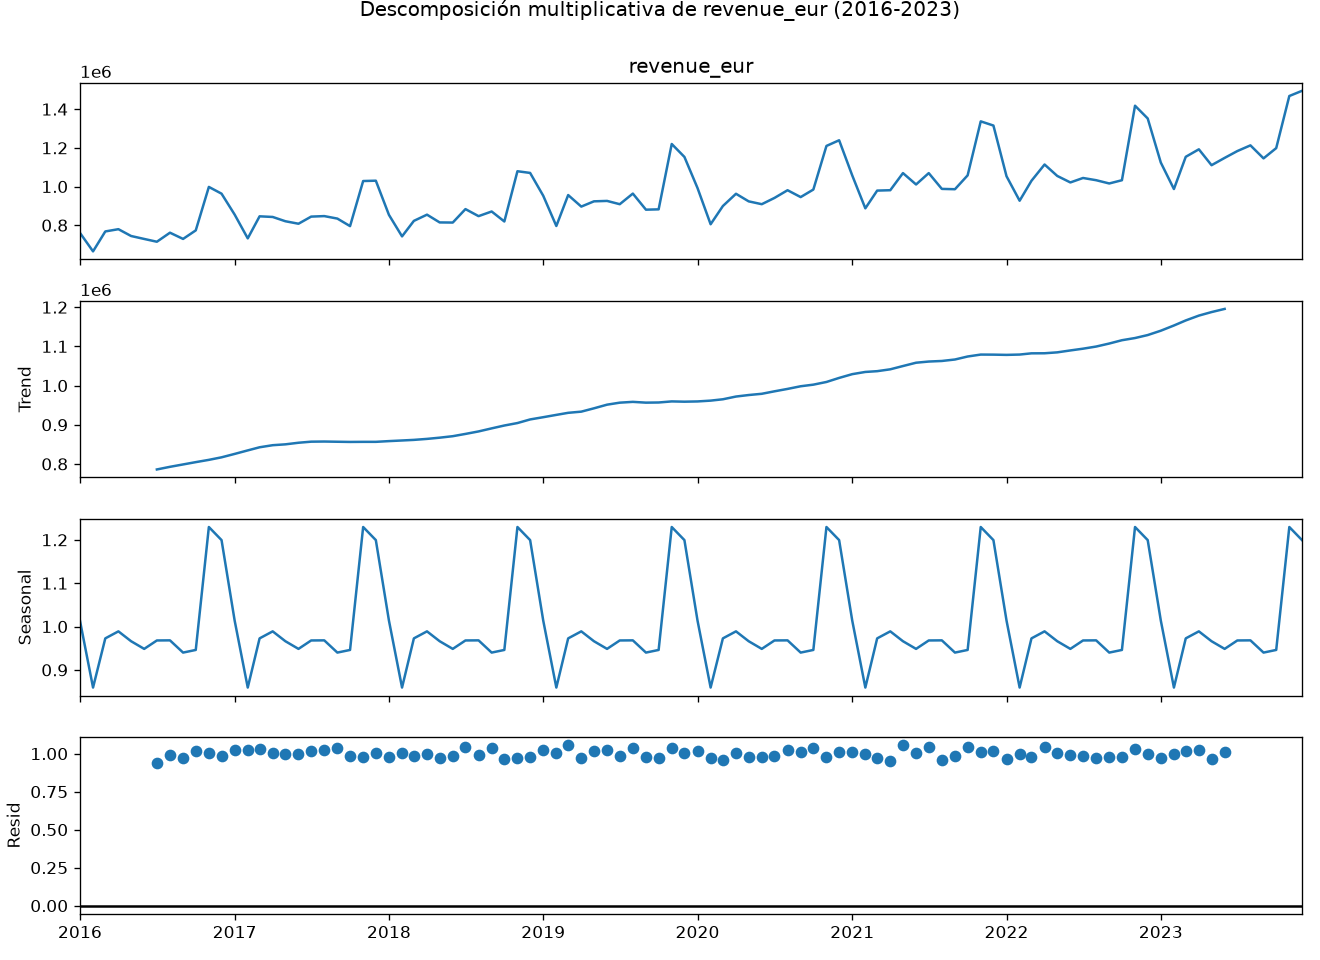 Descomposición multiplicativa de revenue_eur (2016-2023)
revenue_eur
1e6
1.4
1.2
1.0
0.8
1e6
1.2
1.1
1.0
0.9
0.8
Trend
1.2
1.1
1.0
0.9
Seasonal
1.00
0.75
0.50
0.25
0.00
Resid
2016 2017 2018 2019 2020 2021 2022 2023